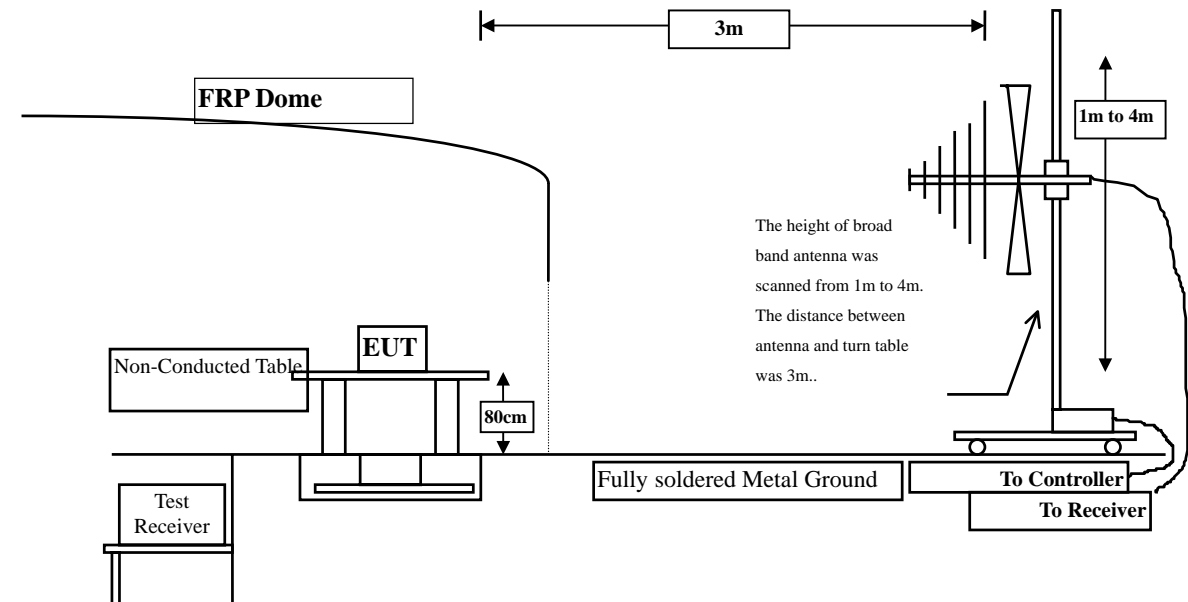 3m
FRP Dome
1m to 4m
The height of broad
band antenna was
scanned from 1m to 4m.
The distance between
antenna and turn table
was 3m..
EUT
Non-Conducted Table
80cm
Fully soldered Metal Ground
To Controller
To Receiver
Test
Receiver